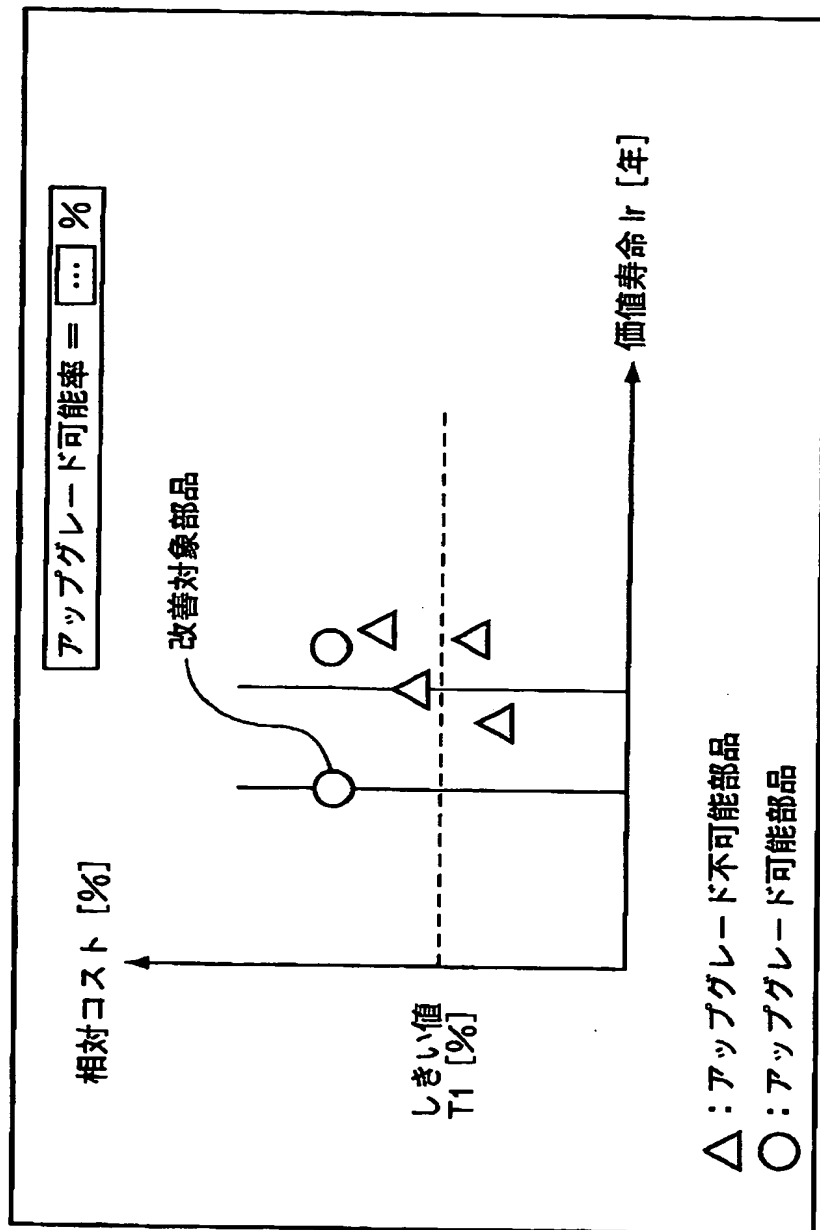 アップグレード可能率 = … %
相対コスト [%]
改善対象部品
しきい値
T1 [%]
価値寿命 lr [年]
△：アップグレード不可能部品
○：アップグレード可能部品